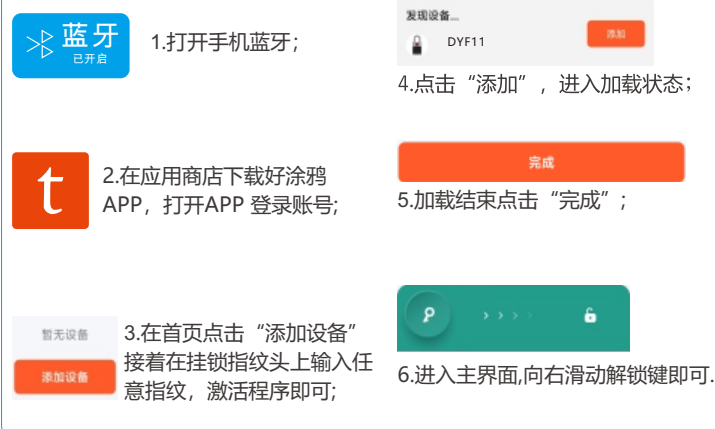 蓝牙
已开启
1.打开手机蓝牙;
t
2.在应用商店下载好涂鸦
APP，打开APP 登录账号;
暂无设备
添加设备
3.在首页点击“添加设备”
接着在挂锁指纹头上输入任
意指纹，激活程序即可;
发现设备...
DYF11
添加
4.点击“添加”，进入加载状态；
完成
5.加载结束点击“完成”;
6.进入主界面,向右滑动解锁键即可.